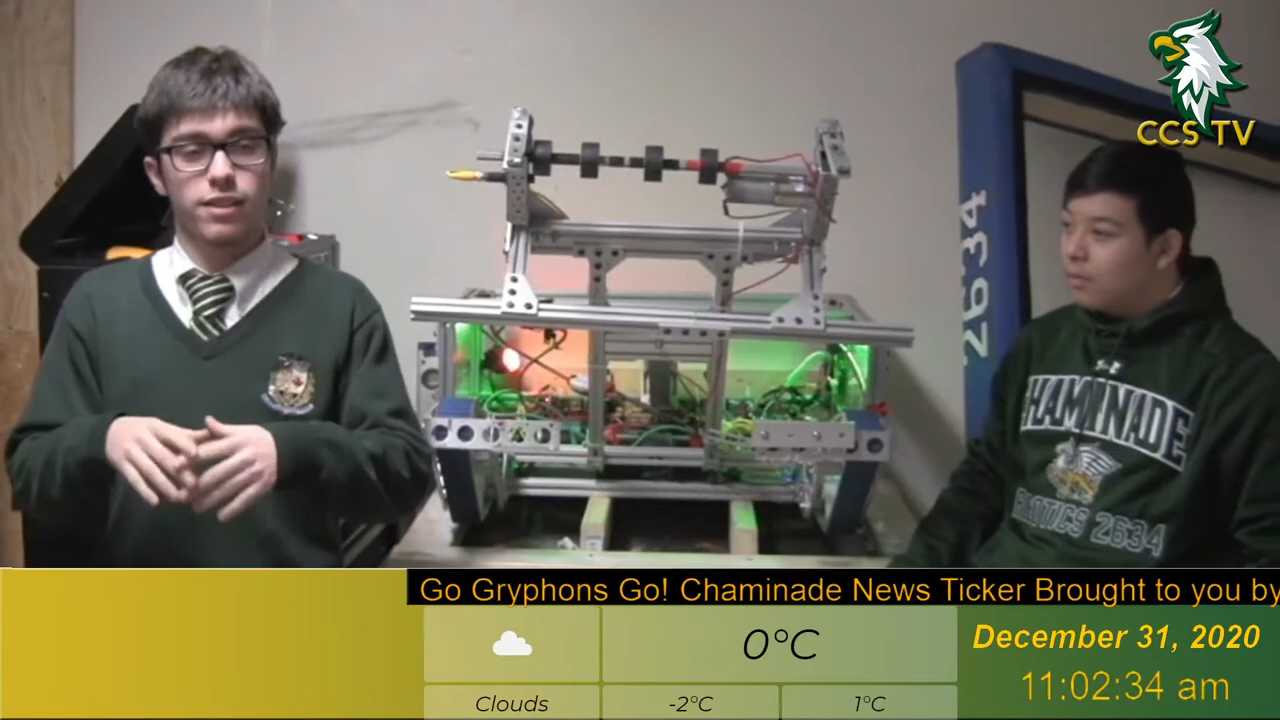 CCS TV
2634
HAMINADE
ROBOTICS 2634
Go Gryphons Go! Chaminade News Ticker Brought to you by
0°C
December 31, 2020
11:02:34 am
Clouds
-2°C
1°C